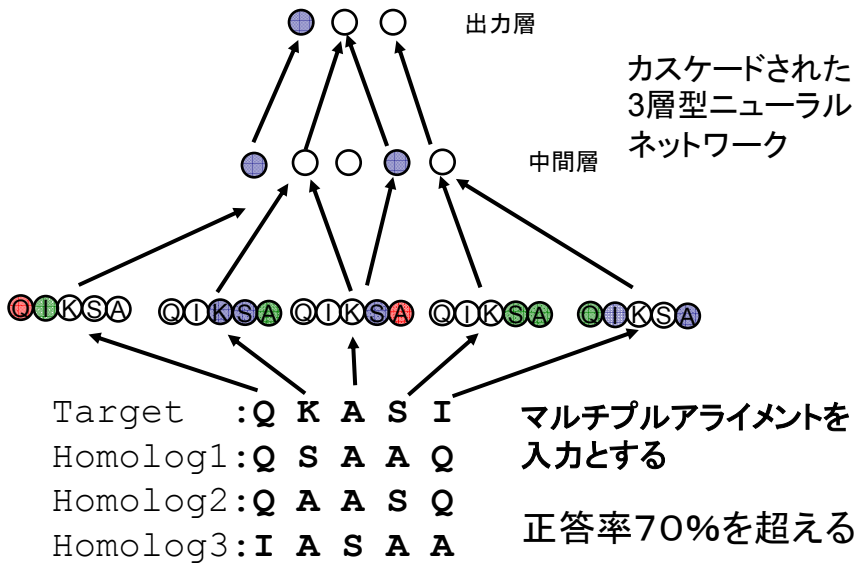 出力層
カスケードされた
3層型ニューラル
ネットワーク
中間層
QIKSA QIKSA QIKSA QIKSA QIKSA
Target :Q K A S I
Homolog1:Q S A A Q
Homolog2:Q A A S Q
Homolog3:I A S A A
マルチプルアライメントを
入力とする
正答率70%を超える